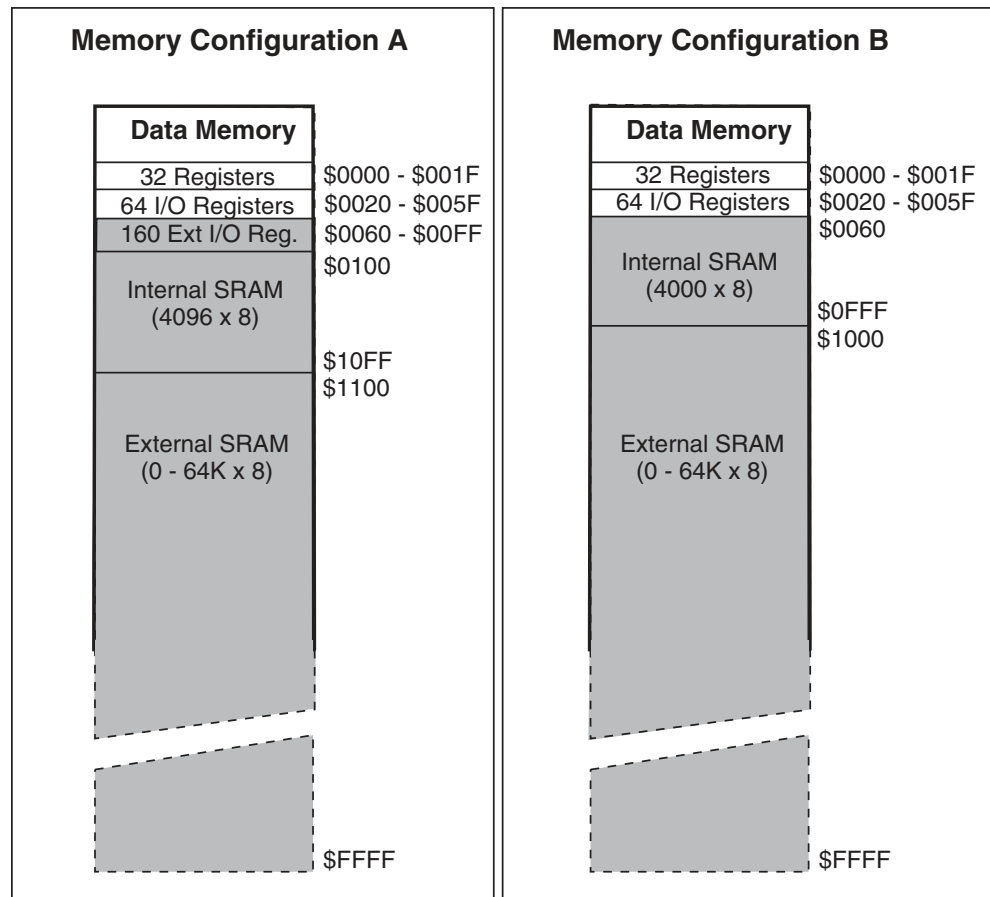 Memory Configuration A
Data Memory
32 Registers
$0000 - $001F
64 I/O Registers
$0020 - $005F
160 Ext I/O Reg.
$0060 - $00FF
$0100
Internal SRAM
(4096 x 8)
$10FF
$1100
External SRAM
(0 - 64K x 8)
$FFFF
Memory Configuration B
Data Memory
32 Registers
$0000 - $001F
64 I/O Registers
$0020 - $005F
$0060
Internal SRAM
(4000 x 8)
$0FFF
$1000
External SRAM
(0 - 64K x 8)
$FFFF